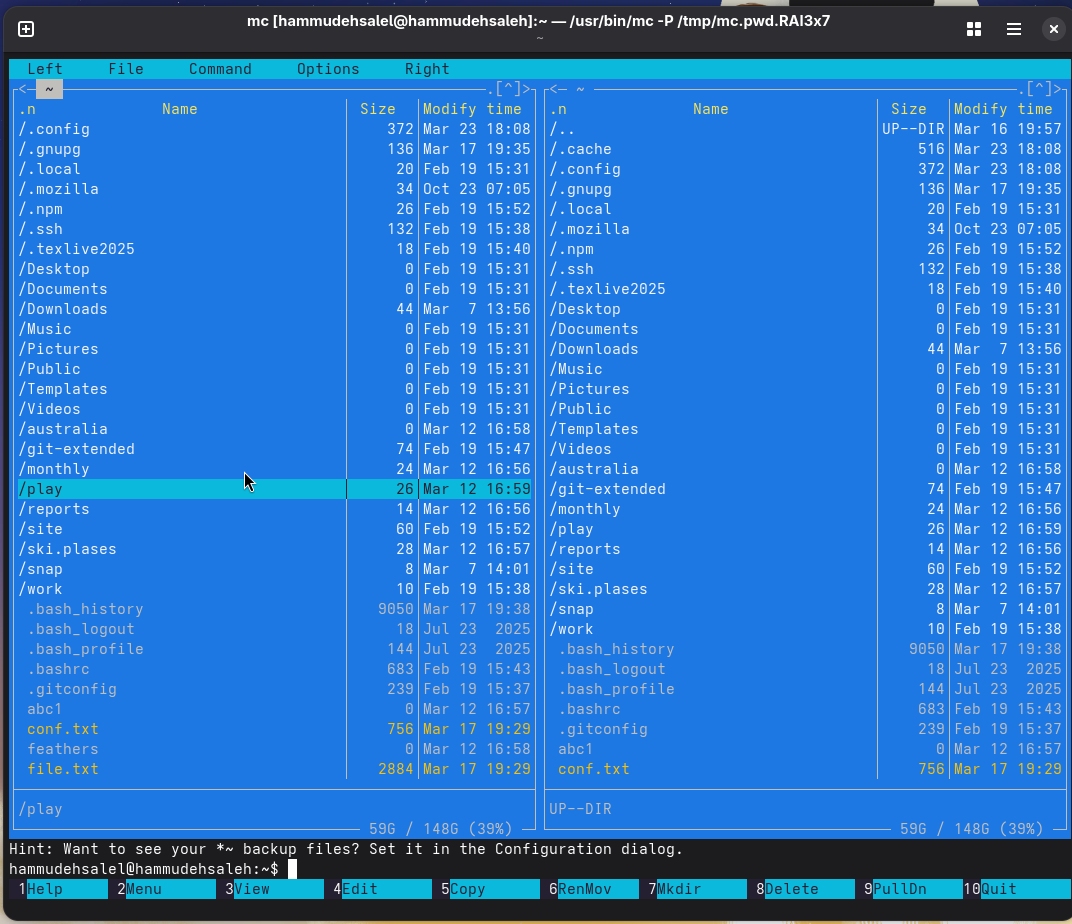 mc [hammudehsalel@hammudehsaleh]:~ — /usr/bin/mc -P /tmp/mc.pwd.RAI3x7
~
Left File Command Options Right
<─ ~ .[^]> <─ ~ .[^]>
.n Name Size Modify time .n Name Size Modify time
/.config 372 Mar 23 18:08 /.. UP--DIR Mar 16 19:57
/.gnupg 136 Mar 17 19:35 /.cache 516 Mar 23 18:08
/.local 20 Feb 19 15:31 /.config 372 Mar 23 18:08
/.mozilla 34 Oct 23 07:05 /.gnupg 136 Mar 17 19:35
/.npm 26 Feb 19 15:52 /.local 20 Feb 19 15:31
/.ssh 132 Feb 19 15:38 /.mozilla 34 Oct 23 07:05
/.texlive2025 18 Feb 19 15:40 /.npm 26 Feb 19 15:52
/Desktop 0 Feb 19 15:31 /.ssh 132 Feb 19 15:38
/Documents 0 Feb 19 15:31 /.texlive2025 18 Feb 19 15:40
/Downloads 44 Mar 7 13:56 /Desktop 0 Feb 19 15:31
/Music 0 Feb 19 15:31 /Documents 0 Feb 19 15:31
/Pictures 0 Feb 19 15:31 /Downloads 44 Mar 7 13:56
/Public 0 Feb 19 15:31 /Music 0 Feb 19 15:31
/Templates 0 Feb 19 15:31 /Pictures 0 Feb 19 15:31
/Videos 0 Feb 19 15:31 /Public 0 Feb 19 15:31
/australia 0 Mar 12 16:58 /Templates 0 Feb 19 15:31
/git-extended 74 Feb 19 15:47 /Videos 0 Feb 19 15:31
/monthly 24 Mar 12 16:56 /australia 0 Mar 12 16:58
/play 26 Mar 12 16:59 /git-extended 74 Feb 19 15:47
/reports 14 Mar 12 16:56 /monthly 24 Mar 12 16:56
/site 60 Feb 19 15:52 /play 26 Mar 12 16:59
/ski.plases 28 Mar 12 16:57 /reports 14 Mar 12 16:56
/snap 8 Mar 7 14:01 /site 60 Feb 19 15:52
/work 10 Feb 19 15:38 /ski.plases 28 Mar 12 16:57
.bash_history 9050 Mar 17 19:38 /snap 8 Mar 7 14:01
.bash_logout 18 Jul 23 2025 /work 10 Feb 19 15:38
.bash_profile 144 Jul 23 2025 .bash_history 9050 Mar 17 19:38
.bashrc 683 Feb 19 15:43 .bash_logout 18 Jul 23 2025
.gitconfig 239 Feb 19 15:37 .bash_profile 144 Jul 23 2025
abc1 0 Mar 12 16:57 .bashrc 683 Feb 19 15:43
conf.txt 756 Mar 17 19:29 .gitconfig 239 Feb 19 15:37
feathers 0 Mar 12 16:58 abc1 0 Mar 12 16:57
file.txt 2884 Mar 17 19:29 conf.txt 756 Mar 17 19:29
/play UP--DIR
59G / 148G (39%) 59G / 148G (39%)
Hint: Want to see your *~ backup files? Set it in the Configuration dialog.
hammudehsalel@hammudehsaleh:~$
1Help 2Menu 3View 4Edit 5Copy 6RenMov 7Mkdir 8Delete 9PullDn 10Quit